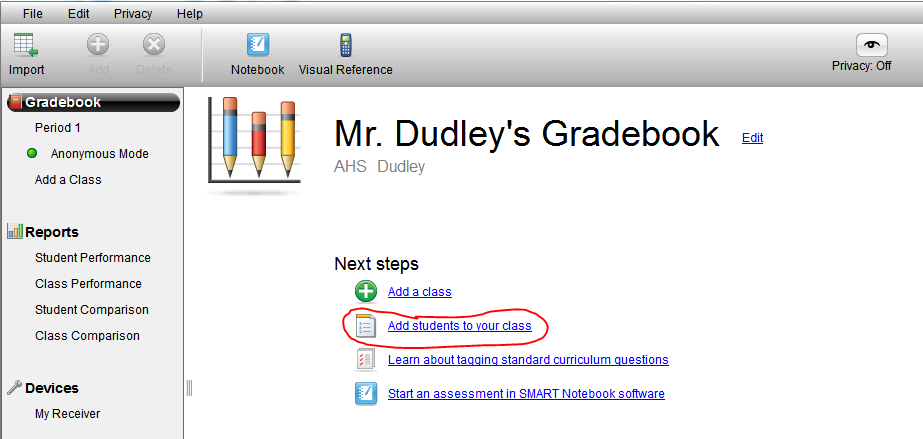 File Edit Privacy Help
Import Add Delete Notebook Visual Reference Privacy: Off
Gradebook
Period 1
Anonymous Mode
Add a Class
Reports
Student Performance
Class Performance
Student Comparison
Class Comparison
Devices
My Receiver
Mr. Dudley's Gradebook Edit
AHS Dudley
Next steps
Add a class
Add students to your class
Learn about tagging standard curriculum questions
Start an assessment in SMART Notebook software